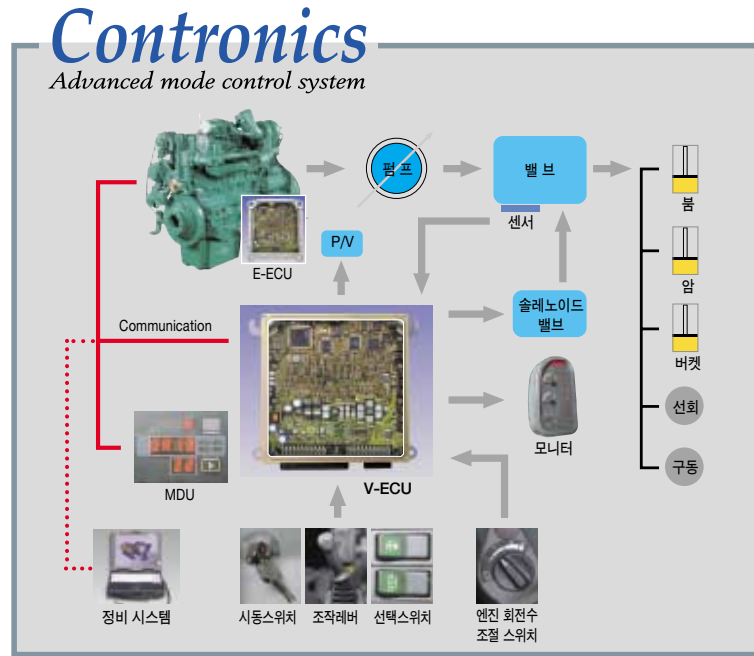 Contronics
Advanced mode control system
펌 프
밸 브
붐
센서
P/V
E-ECU
암
솔레노이드
밸브
Communication
버켓
선회
모니터
구동
V-ECU
MDU
정비 시스템
시동스위치
조작레버
선택스위치
엔진 회전수
조절 스위치